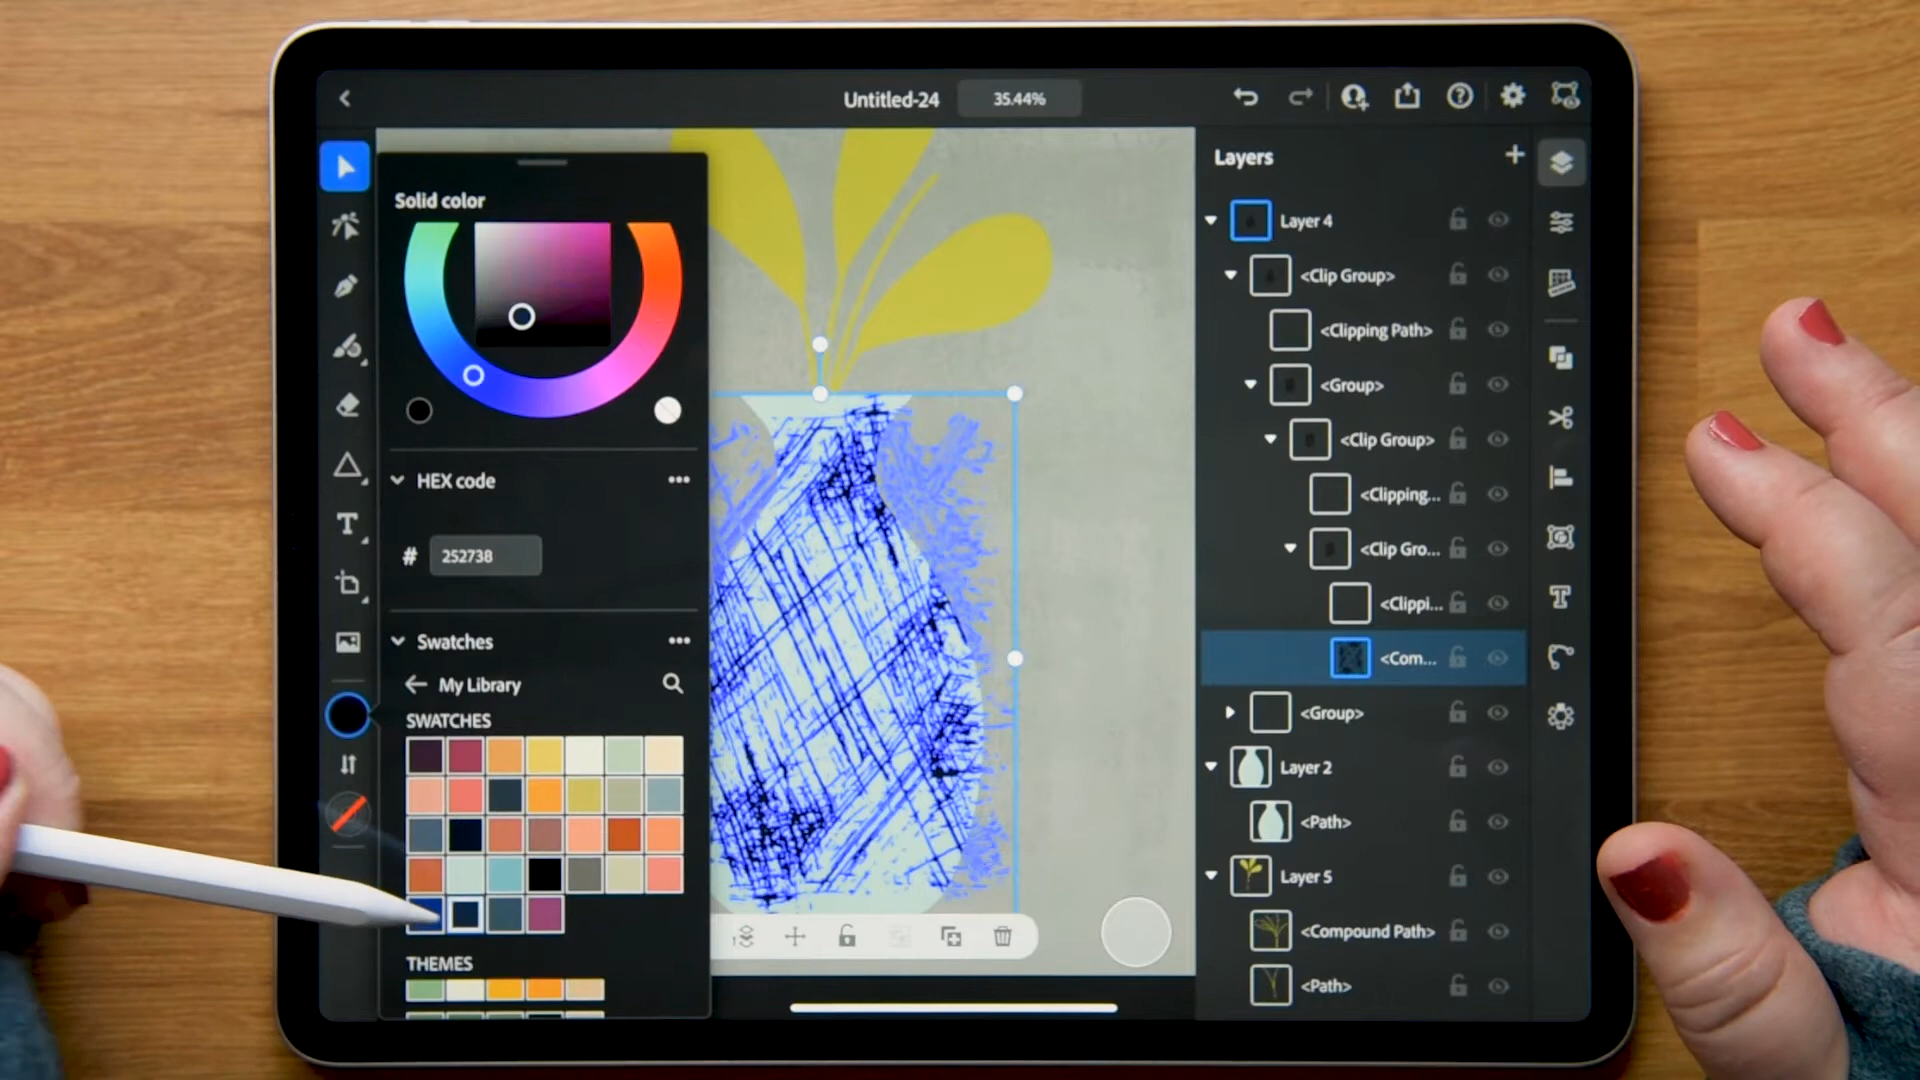 Untitled-24
35.44%
Solid color
HEX code
# 252738
Swatches
My Library
SWATCHES
THEMES
Layers
Layer 4
<Clip Group>
<Clipping Path>
<Group>
<Clip Group>
<Clipping...
<Clip Gro...
<Clippi...
<Com...
<Group>
Layer 2
<Path>
Layer 5
<Compound Path>
<Path>